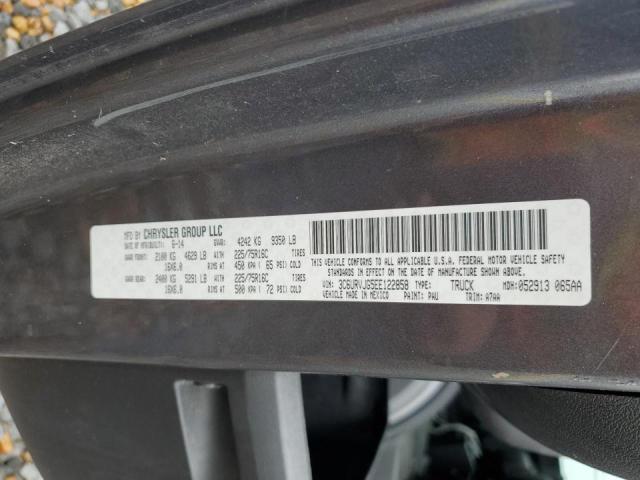 MFD BY CHRYSLER GROUP LLC
DATE OF MFR/BUILT: 6-14 GVWR: 4242 KG 9350 LB
GAWR FRONT: 2100 KG 4629 LB WITH 225/75R16C TIRES
16X6.0 RIMS AT 450 KPA ( 65 PSI) COLD
GAWR REAR: 2400 KG 5291 LB WITH 225/75R16C TIRES
16X6.0 RIMS AT 500 KPA ( 72 PSI) COLD
THIS VEHICLE CONFORMS TO ALL APPLICABLE U.S.A. FEDERAL MOTOR VEHICLE SAFETY
STANDARDS IN EFFECT ON THE DATE OF MANUFACTURE SHOWN ABOVE.
VIN: 3C6URVJG5EE122858 TYPE: TRUCK MDH: 052913 065AA
MADE IN MEXICO PAINT: PAU TRIM: A7AA